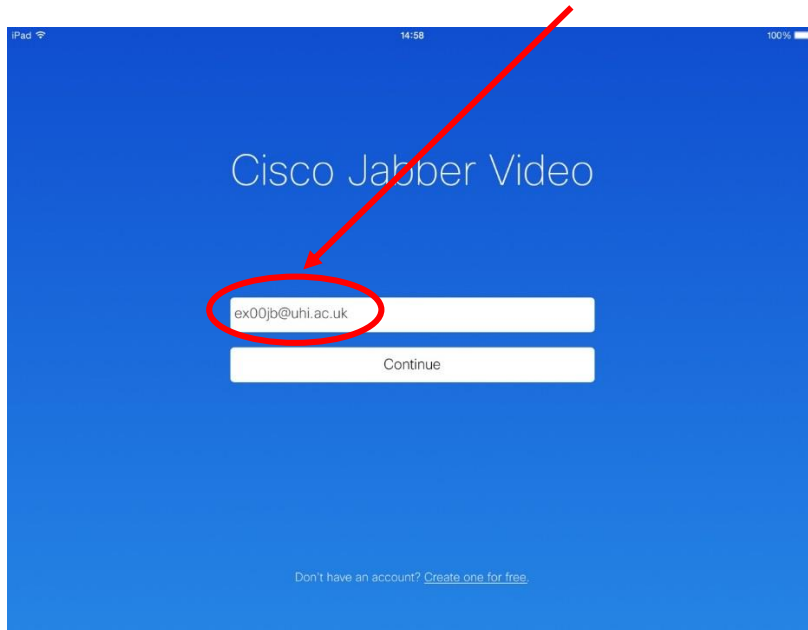 iPad
14:58
100%
Cisco Jabber Video
ex00jb@uhi.ac.uk
Continue
Don't have an account? Create one for free.